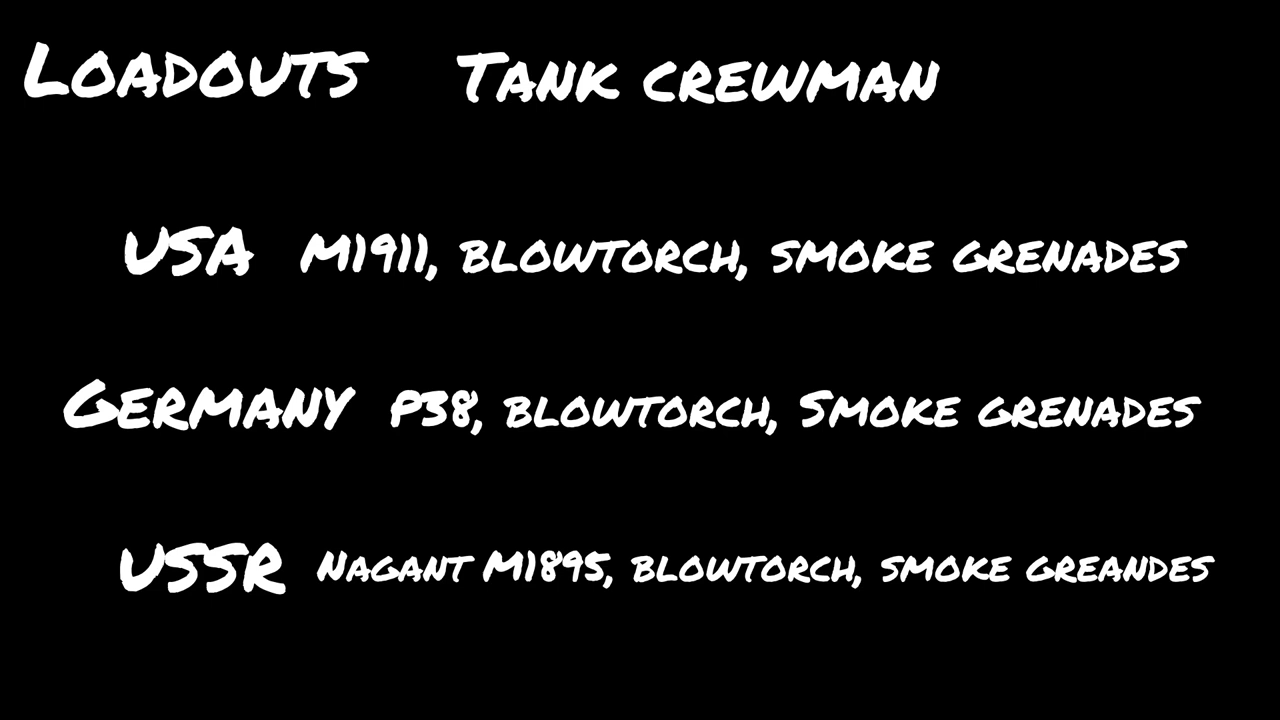 Loadouts Tank crewman
USA M1911, blowtorch, smoke grenades
Germany P38, blowtorch, Smoke grenades
USSR Nagant M1895, blowtorch, smoke greandes